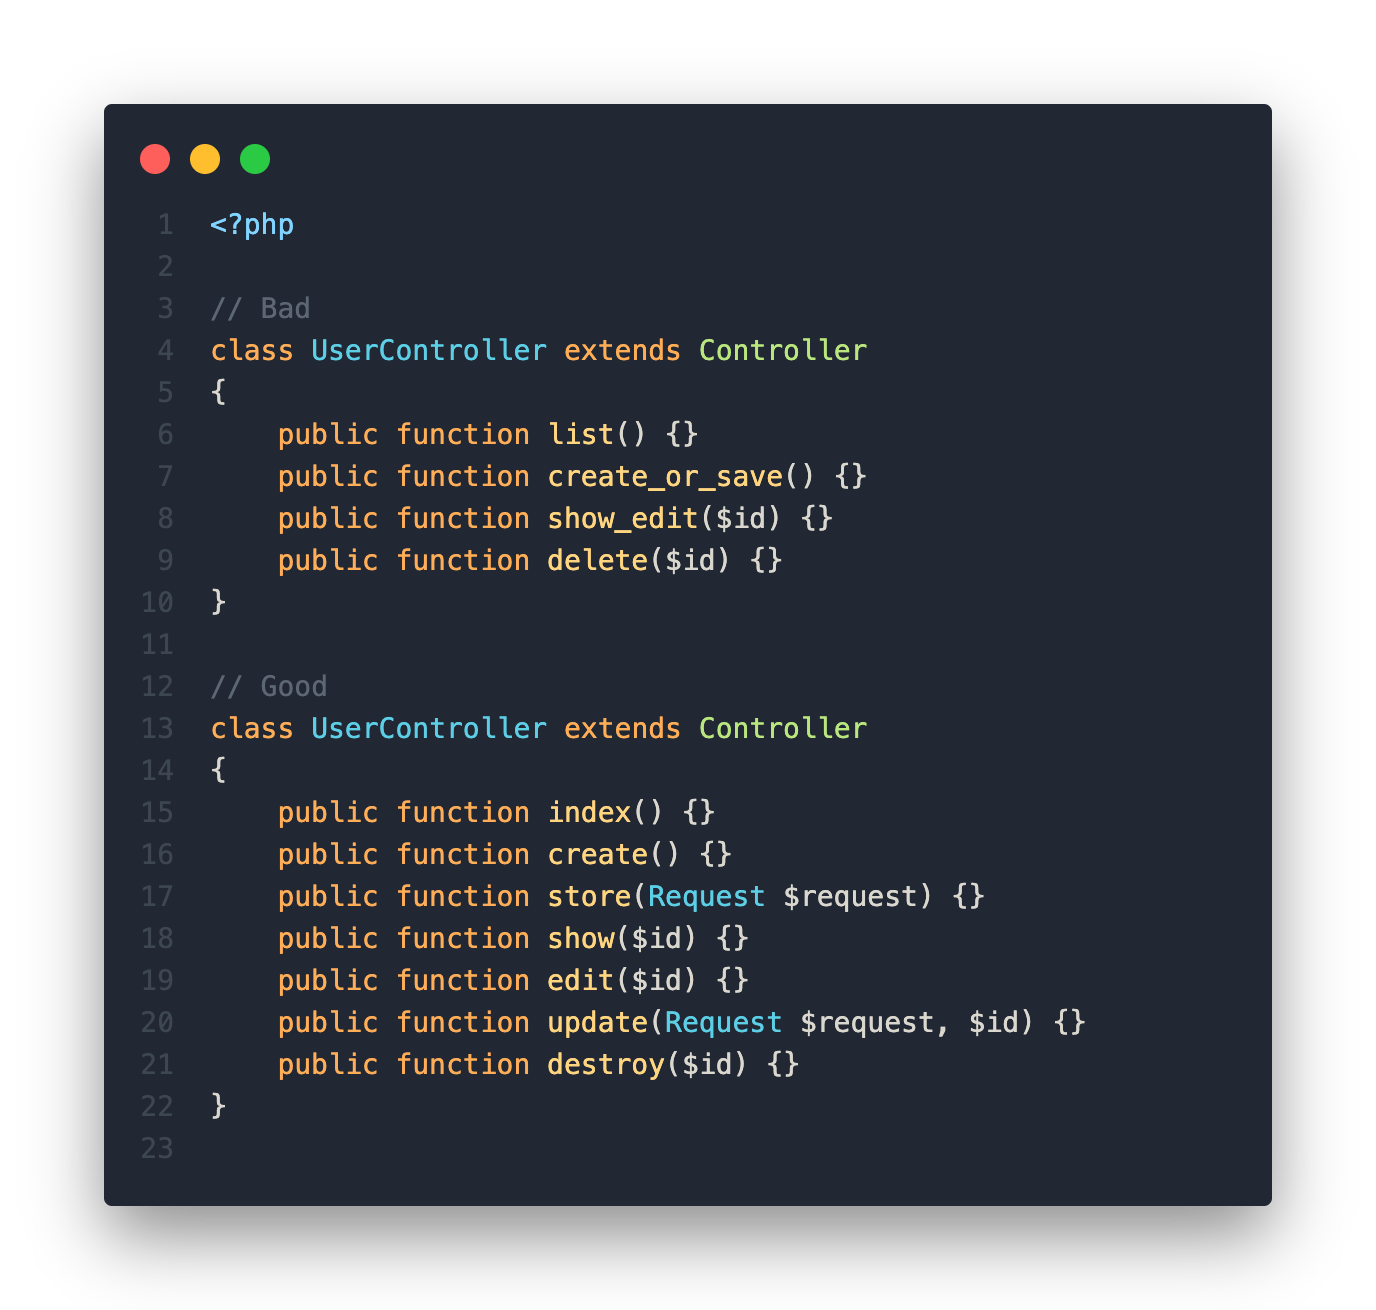 1 <?php
2
3 // Bad
4 class UserController extends Controller
5 {
6     public function list() {}
7     public function create_or_save() {}
8     public function show_edit($id) {}
9     public function delete($id) {}
10 }
11
12 // Good
13 class UserController extends Controller
14 {
15     public function index() {}
16     public function create() {}
17     public function store(Request $request) {}
18     public function show($id) {}
19     public function edit($id) {}
20     public function update(Request $request, $id) {}
21     public function destroy($id) {}
22 }
23